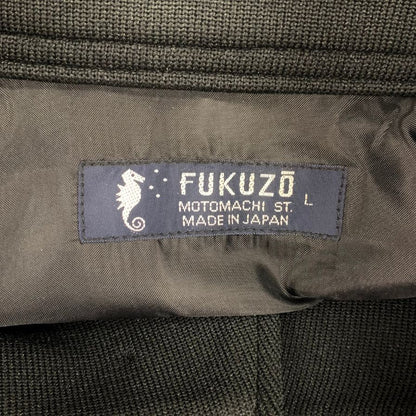 FUKUZŌ
MOTOMACHI ST. L
MADE IN JAPAN